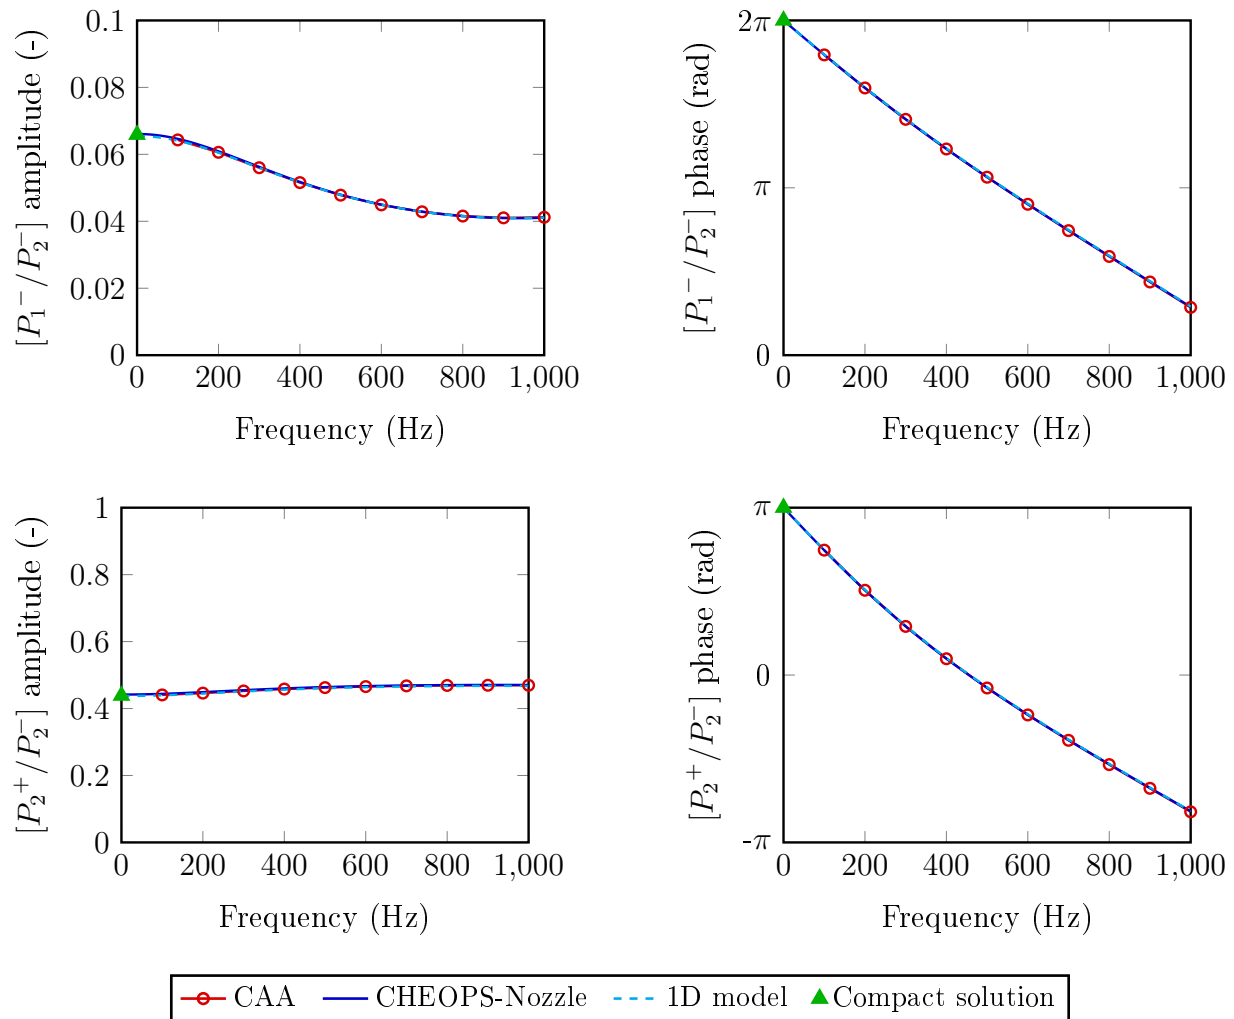 [P1−/P2−] amplitude (-)
0.1
0.08
0.06
0.04
0.02
0
0 200 400 600 800 1,000
Frequency (Hz)
[P1−/P2−] phase (rad)
2π
π
0
0 200 400 600 800 1,000
Frequency (Hz)
[P2+/P2−] amplitude (-)
1
0.8
0.6
0.4
0.2
0
0 200 400 600 800 1,000
Frequency (Hz)
[P2+/P2−] phase (rad)
π
0
-π
0 200 400 600 800 1,000
Frequency (Hz)
CAA CHEOPS-Nozzle 1D model Compact solution